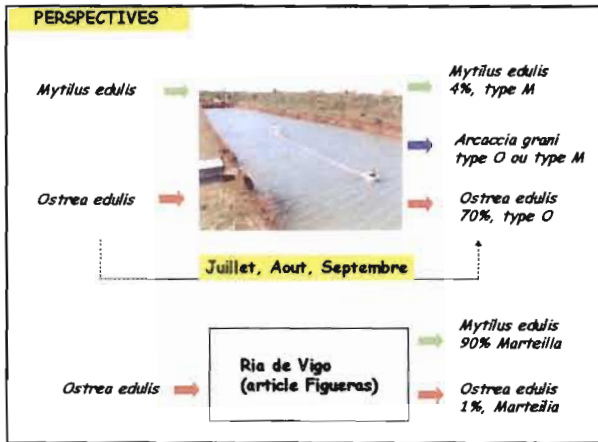 PERSPECTIVES
Mytilus edulis
Mytilus edulis
4%, type M
Arcaccia grani
type O ou type M
Ostrea edulis
Ostrea edulis
70%, type O
Juillet, Aout, Septembre
Ria de Vigo
(article Figueras)
Mytilus edulis
90% Marteilla
Ostrea edulis
Ostrea edulis
1%, Marteilia